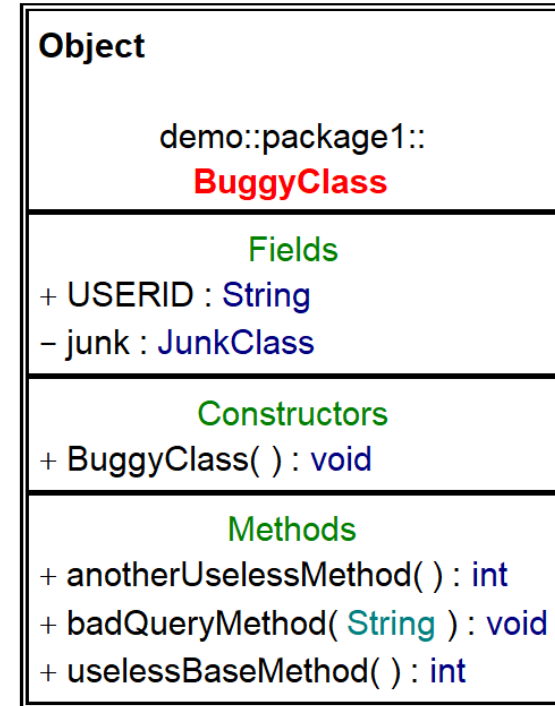 Object
demo::package1::
BuggyClass
Fields
+ USERID : String
− junk : JunkClass
Constructors
+ BuggyClass( ) : void
Methods
+ anotherUselessMethod( ) : int
+ badQueryMethod( String ) : void
+ uselessBaseMethod( ) : int